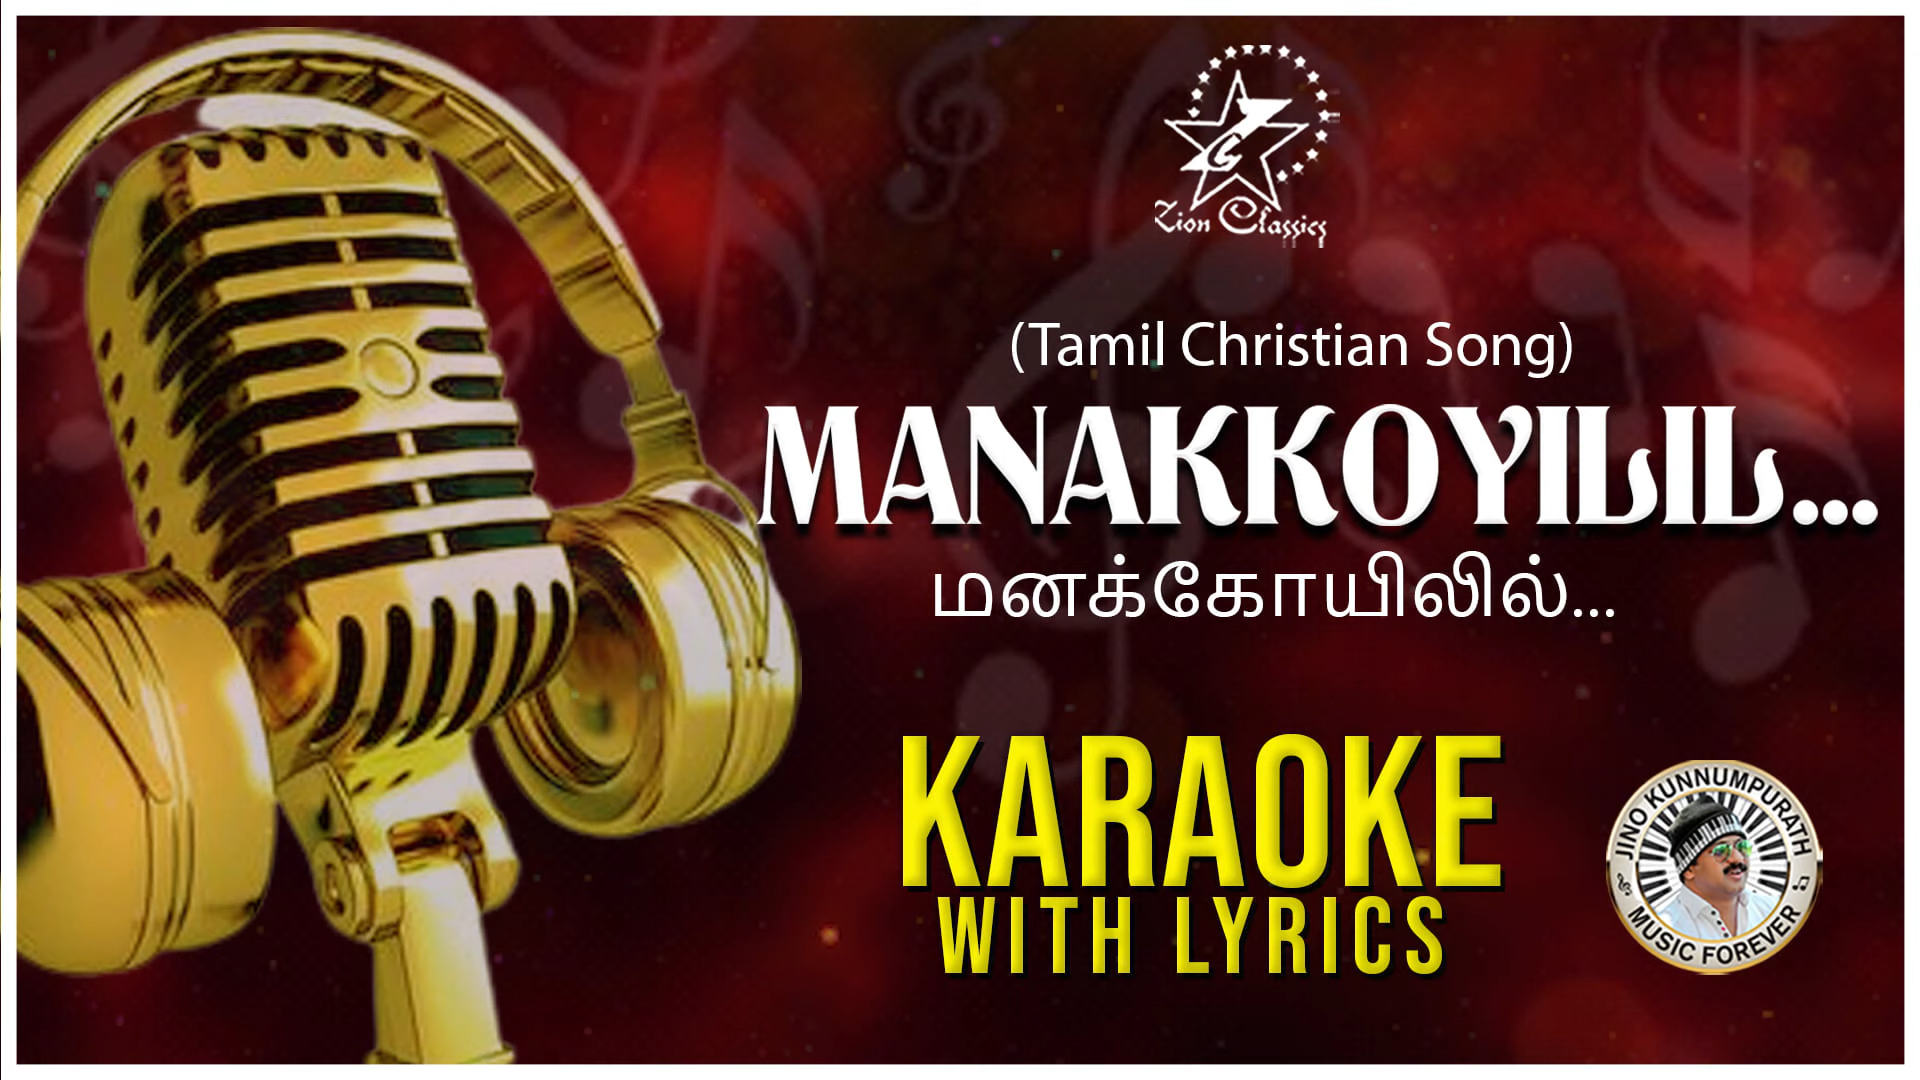 Zion Classics
(Tamil Christian Song)
MANAKKOYILIL...
மனக்கோயிலில்...
KARAOKE
WITH LYRICS
JINO KUNNUMPURATH
MUSIC FOREVER